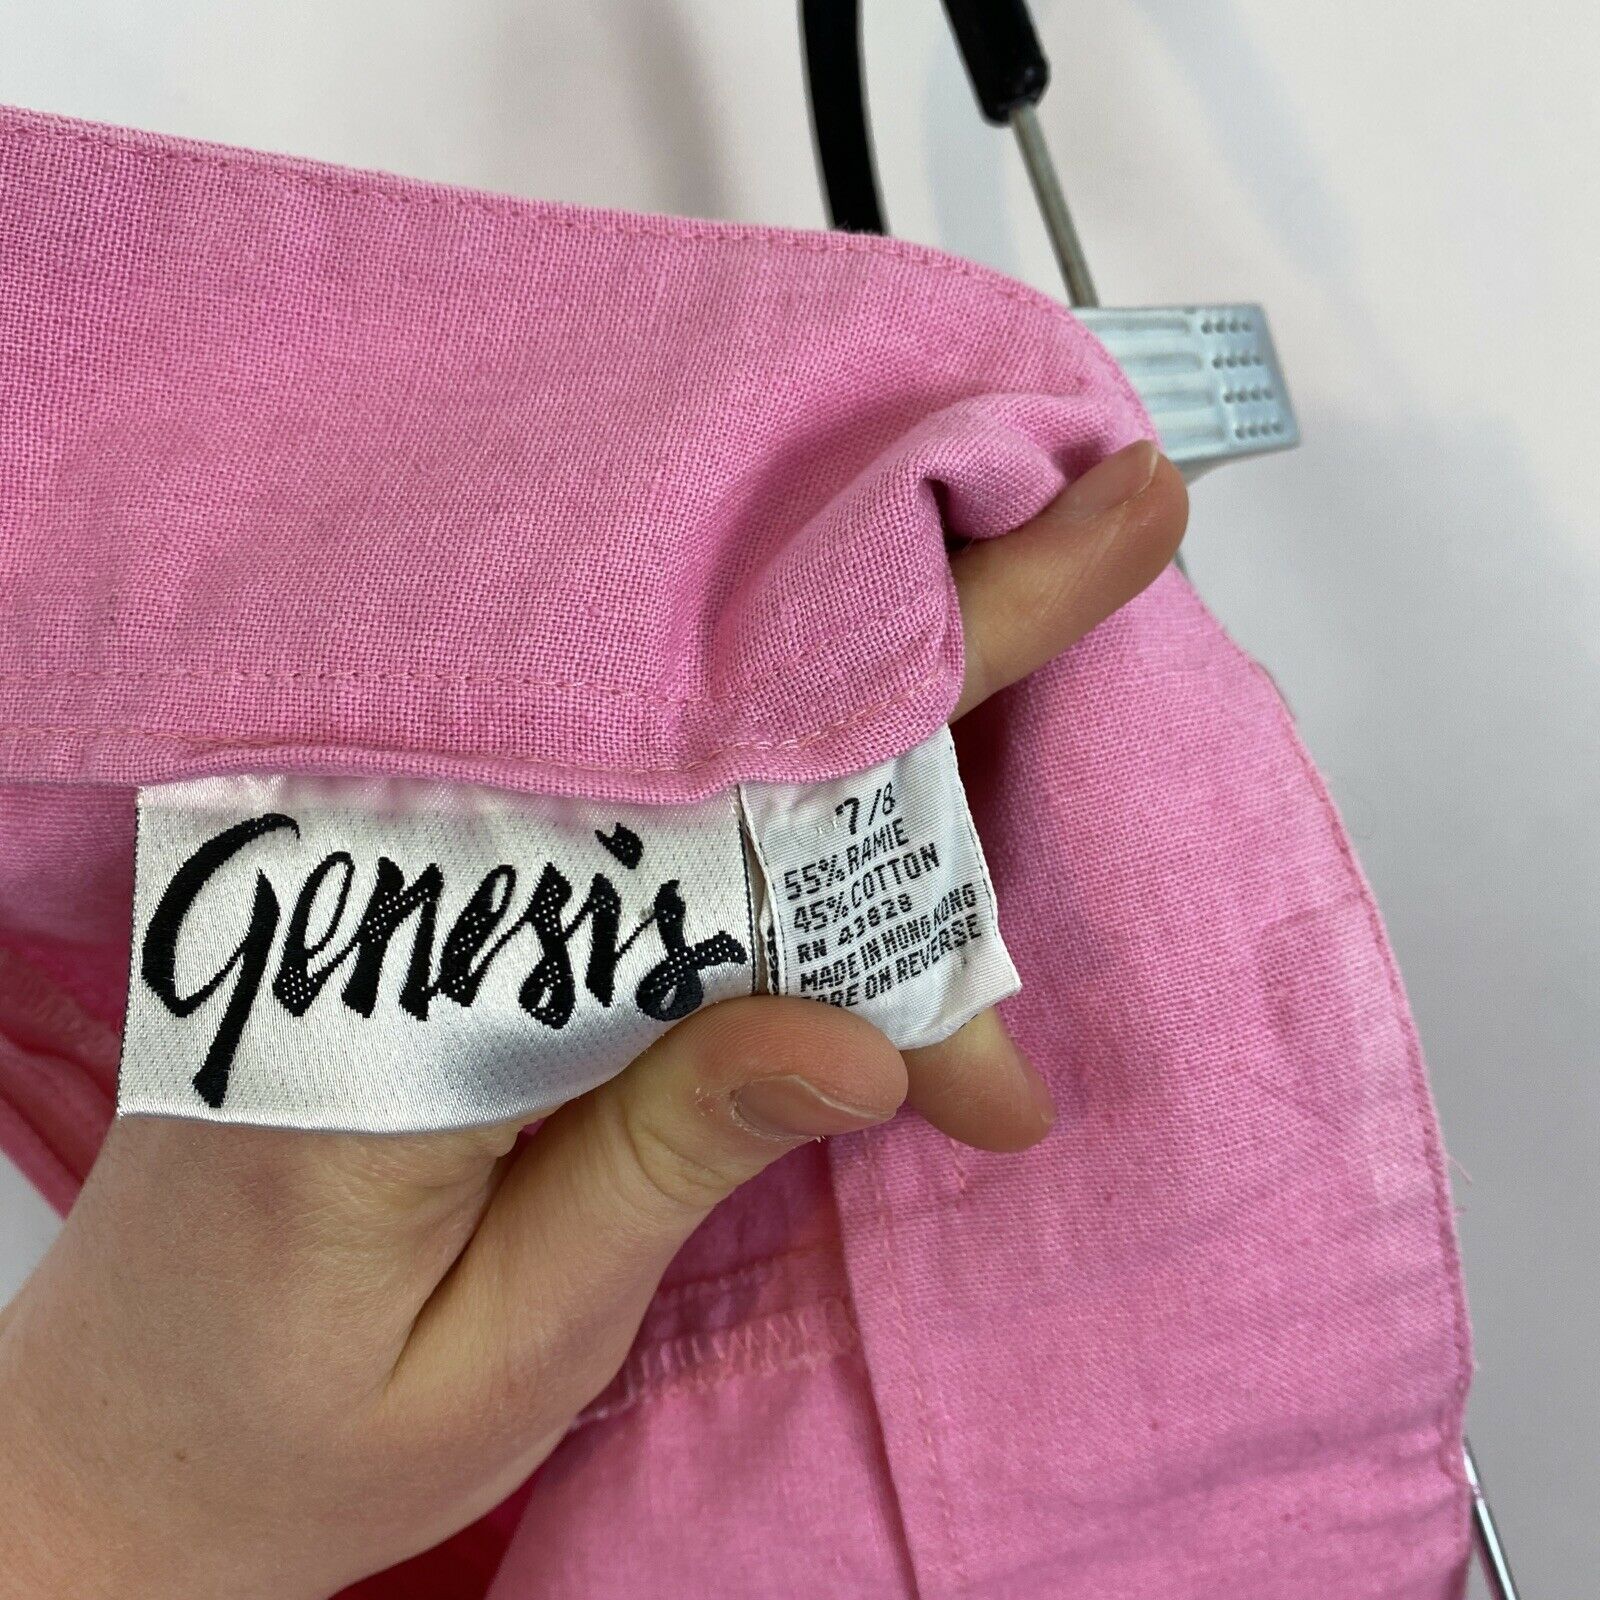 Genesis
7/8
55% RAMIE
45% COTTON
RN 43828
MADE IN HONG KONG
CARE ON REVERSE